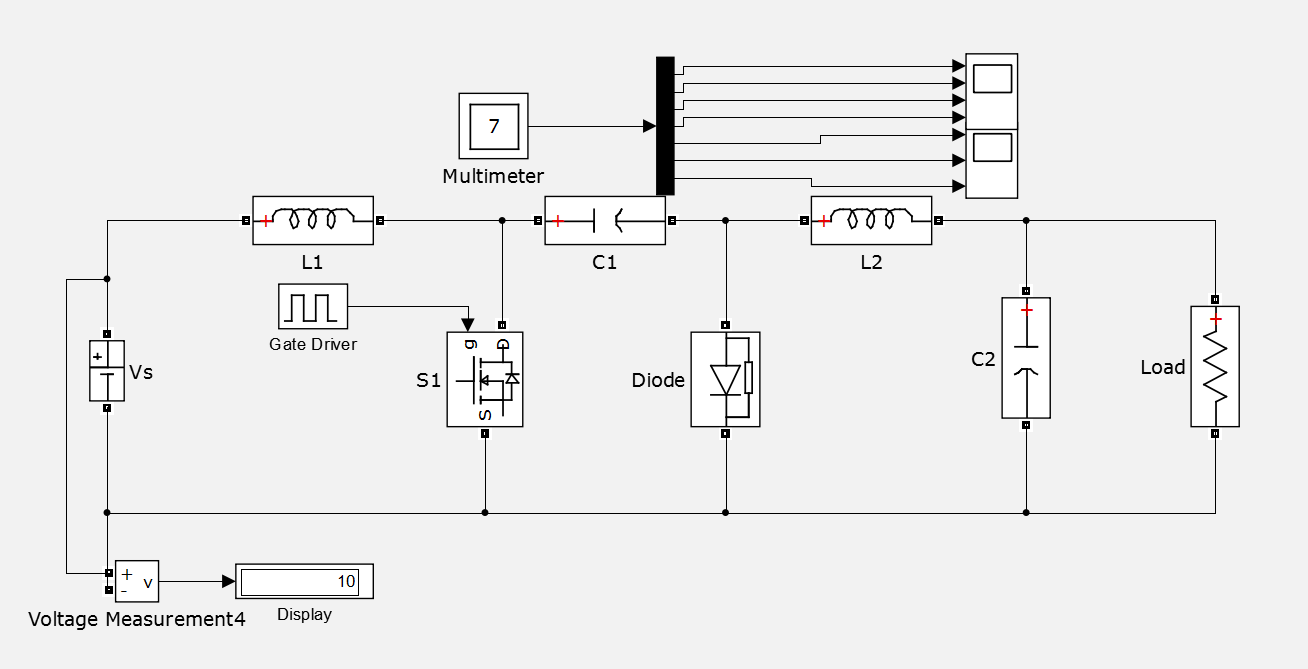 7
Multimeter
L1
C1
L2
Gate Driver
g
D
S
S1
Vs
+
Diode
C2
Load
+
-
v
10
Voltage Measurement4
Display